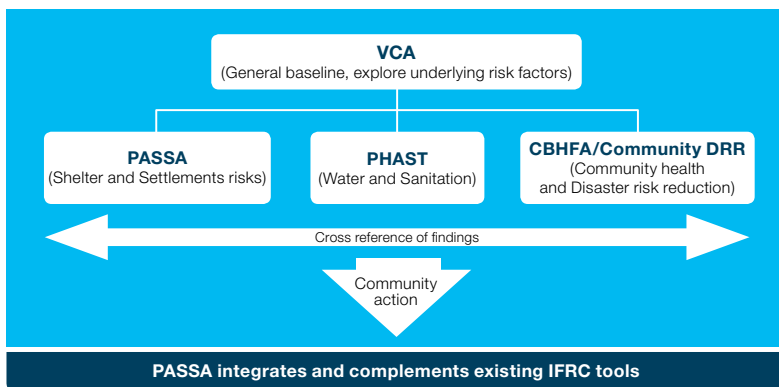 VCA
(General baseline, explore underlying risk factors)
PASSA
(Shelter and Settlements risks)
PHAST
(Water and Sanitation)
CBHFA/Community DRR
(Community health
and Disaster risk reduction)
Cross reference of findings
Community
action
PASSA integrates and complements existing IFRC tools